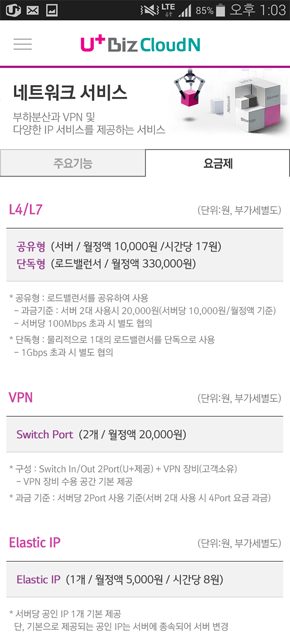 LTE 85% 오후 1:03
U+ Biz Cloud N
네트워크 서비스
부하분산과 VPN 및
다양한 IP 서비스를 제공하는 서비스
주요기능 요금제
L4/L7 (단위:원, 부가세별도)
공유형 (서버 / 월정액 10,000원 /시간당 17원)
단독형 (로드밸런서 / 월정액 330,000원)
* 공유형 : 로드밸런서를 공유하여 사용
- 과금기준 : 서버 2대 사용시 20,000원(서버당 10,000원/월정액 기준)
- 서버당 100Mbps 초과 시 별도 협의
* 단독형 : 물리적으로 1대의 로드밸런서를 단독으로 사용
- 1Gbps 초과 시 별도 협의
VPN (단위:원, 부가세별도)
Switch Port (2개 / 월정액 20,000원)
* 구성 : Switch In/Out 2Port(U+제공) + VPN 장비(고객소유)
- VPN 장비 수용 공간 기본 제공
* 과금 기준 : 서버당 2Port 사용 기준(서버 2대 사용 시 4Port 요금 과금)
Elastic IP (단위:원, 부가세별도)
Elastic IP (1개 / 월정액 5,000원 / 시간당 8원)
* 서버당 공인 IP 1개 기본 제공
단, 기본으로 제공되는 공인 IP는 서버에 종속되어 서버 변경